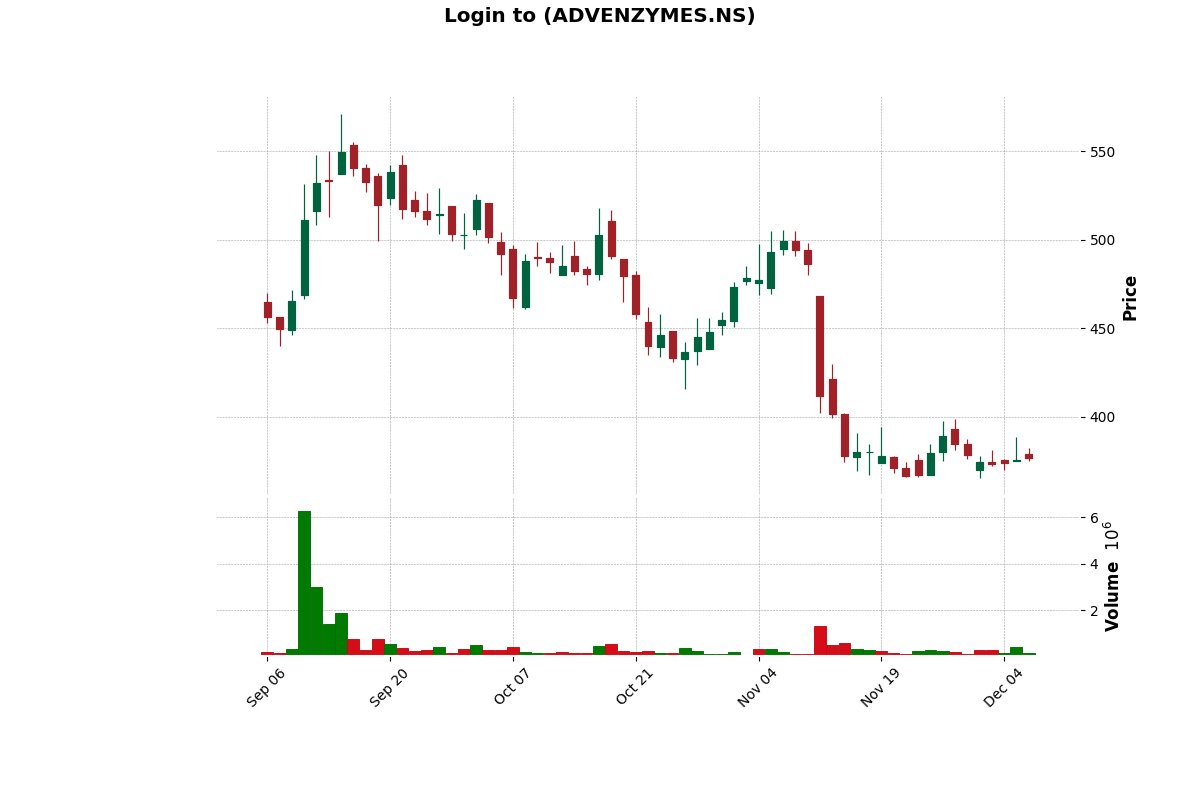 Login to (ADVENZYMES.NS)
550
500
450
400
Price
6
4
2
Volume 10^6
Sep 06
Sep 20
Oct 07
Oct 21
Nov 04
Nov 19
Dec 04